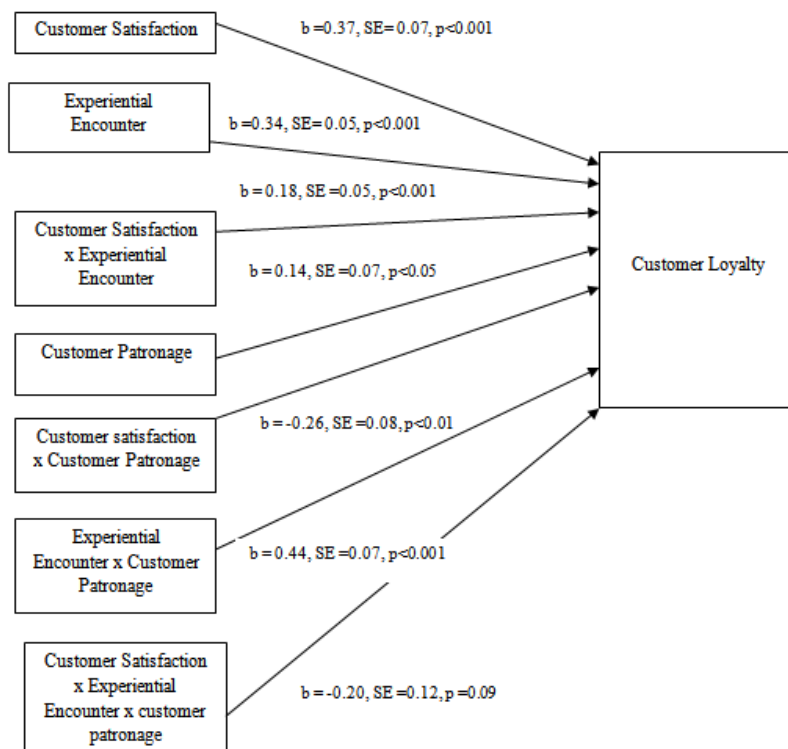 Customer Satisfaction
b =0.37, SE= 0.07, p<0.001
Experiential
Encounter
b =0.34, SE= 0.05, p<0.001
b = 0.18, SE =0.05, p<0.001
Customer Satisfaction
x Experiential
Encounter
b = 0.14, SE =0.07, p<0.05
Customer Loyalty
Customer Patronage
Customer satisfaction
x Customer Patronage
b = -0.26, SE =0.08, p<0.01
Experiential
Encounter x Customer
Patronage
b = 0.44, SE =0.07, p<0.001
Customer Satisfaction
x Experiential
Encounter x customer
patronage
b = -0.20, SE =0.12, p =0.09